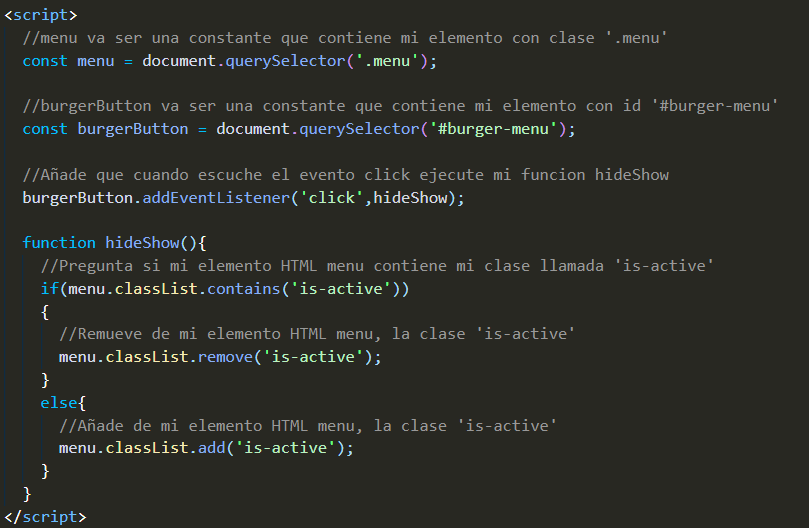 <script>
//menu va ser una constante que contiene mi elemento con clase '.menu'
const menu = document.querySelector('.menu');
//burgerButton va ser una constante que contiene mi elemento con id '#burger-menu'
const burgerButton = document.querySelector('#burger-menu');
//Añade que cuando escuche el evento click ejecute mi funcion hideShow
burgerButton.addEventListener('click',hideShow);
function hideShow(){
//Pregunta si mi elemento HTML menu contiene mi clase llamada 'is-active'
if(menu.classList.contains('is-active'))
{
//Remueve de mi elemento HTML menu, la clase 'is-active'
menu.classList.remove('is-active');
}
else{
//Añade de mi elemento HTML menu, la clase 'is-active'
menu.classList.add('is-active');
}
}
</script>